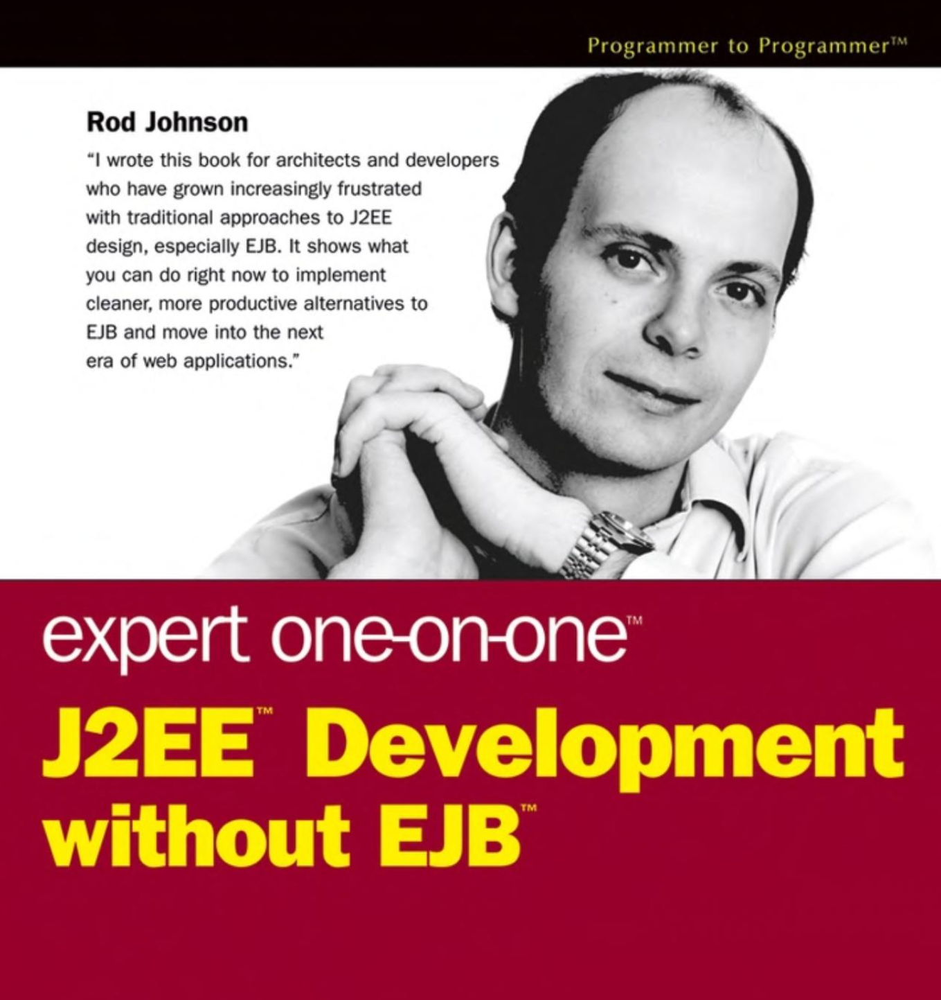 Programmer to Programmer™
Rod Johnson
“I wrote this book for architects and developers
who have grown increasingly frustrated
with traditional approaches to J2EE
design, especially EJB. It shows what
you can do right now to implement
cleaner, more productive alternatives to
EJB and move into the next
era of web applications.”
expert one-on-one™
J2EE™ Development
without EJB™